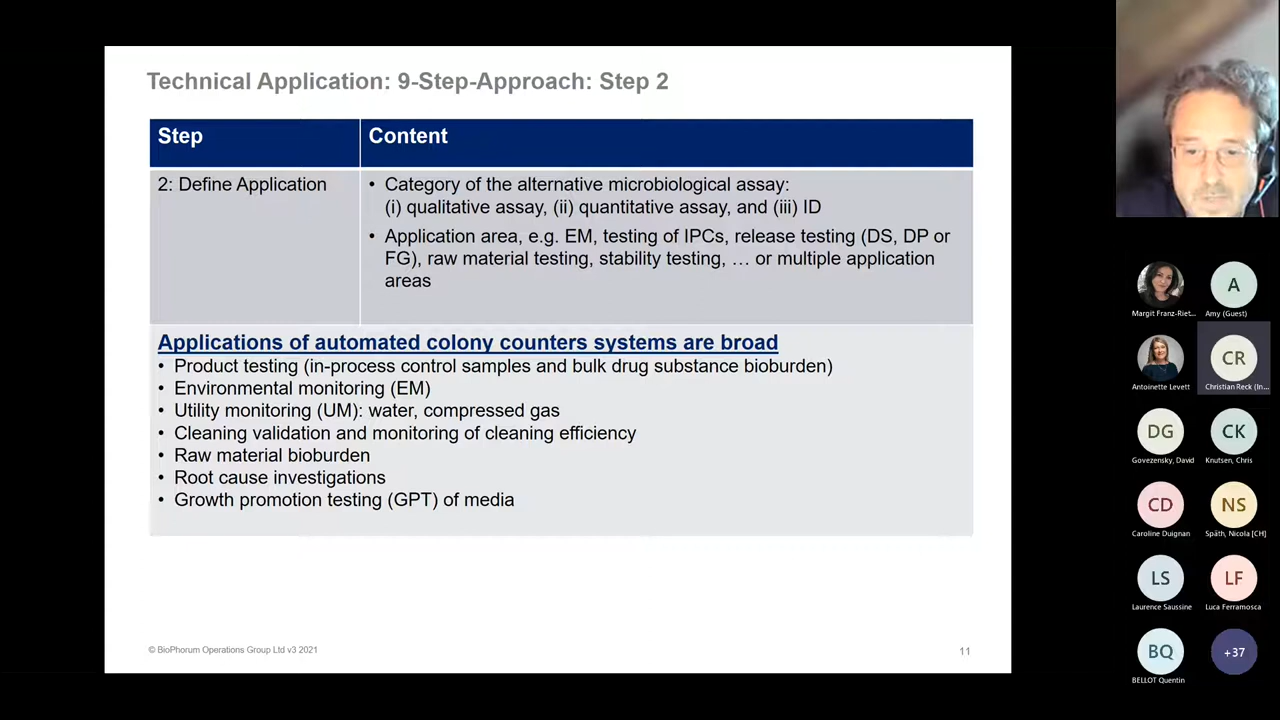 Technical Application: 9-Step-Approach: Step 2
Step
Content
2: Define Application
• Category of the alternative microbiological assay:
(i) qualitative assay, (ii) quantitative assay, and (iii) ID
• Application area, e.g. EM, testing of IPCs, release testing (DS, DP or
FG), raw material testing, stability testing, … or multiple application
areas
Applications of automated colony counters systems are broad
• Product testing (in-process control samples and bulk drug substance bioburden)
• Environmental monitoring (EM)
• Utility monitoring (UM): water, compressed gas
• Cleaning validation and monitoring of cleaning efficiency
• Raw material bioburden
• Root cause investigations
• Growth promotion testing (GPT) of media
© BioPhorum Operations Group Ltd v3 2021
11
Margit Franz-Riet...
A
Amy (Guest)
Antoinette Levett
CR
Christian Reck (In...
DG
Govezensky, David
CK
Knutsen, Chris
CD
Caroline Duignan
NS
Späth, Nicola [CH]
LS
Laurence Saussine
LF
Luca Ferramosca
BQ
BELLOT Quentin
+37